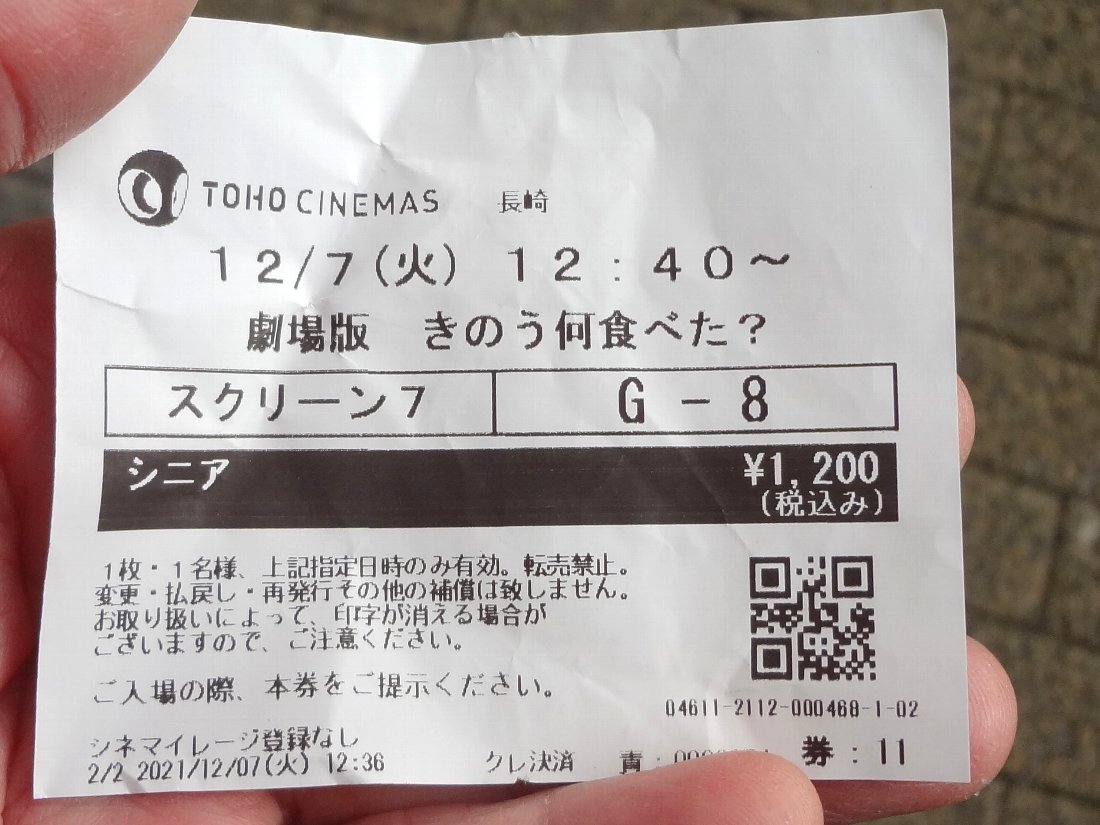 TOHO CINEMAS 長崎
12/7(火) 12:40～
劇場版 きのう何食べた?
スクリーン7 G-8
シニア ¥1,200
(税込み)
1枚・1名様、上記指定日時のみ有効。転売禁止。
変更・払戻し・再発行その他の補償は致しません。
お取り扱いによって、印字が消える場合が
ございますので、ご注意ください。
ご入場の際、本券をご提示ください。
04611-2112-000468-1-02
シネマイレージ登録なし
2/2 2021/12/07(火) 12:36 クレ決済 責: 券:11